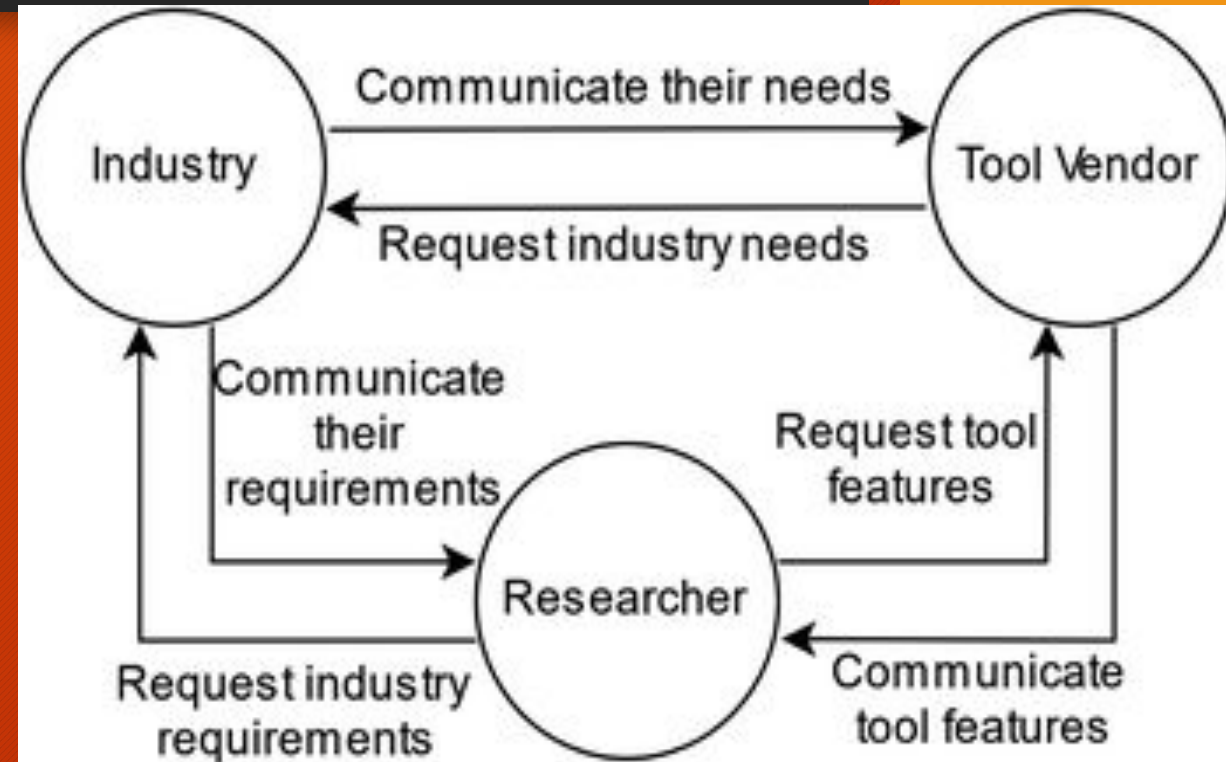 Communicate their needs
Industry
Tool Vendor
Request industry needs
Communicate
their
requirements
Request tool
features
Researcher
Request industry
requirements
Communicate
tool features